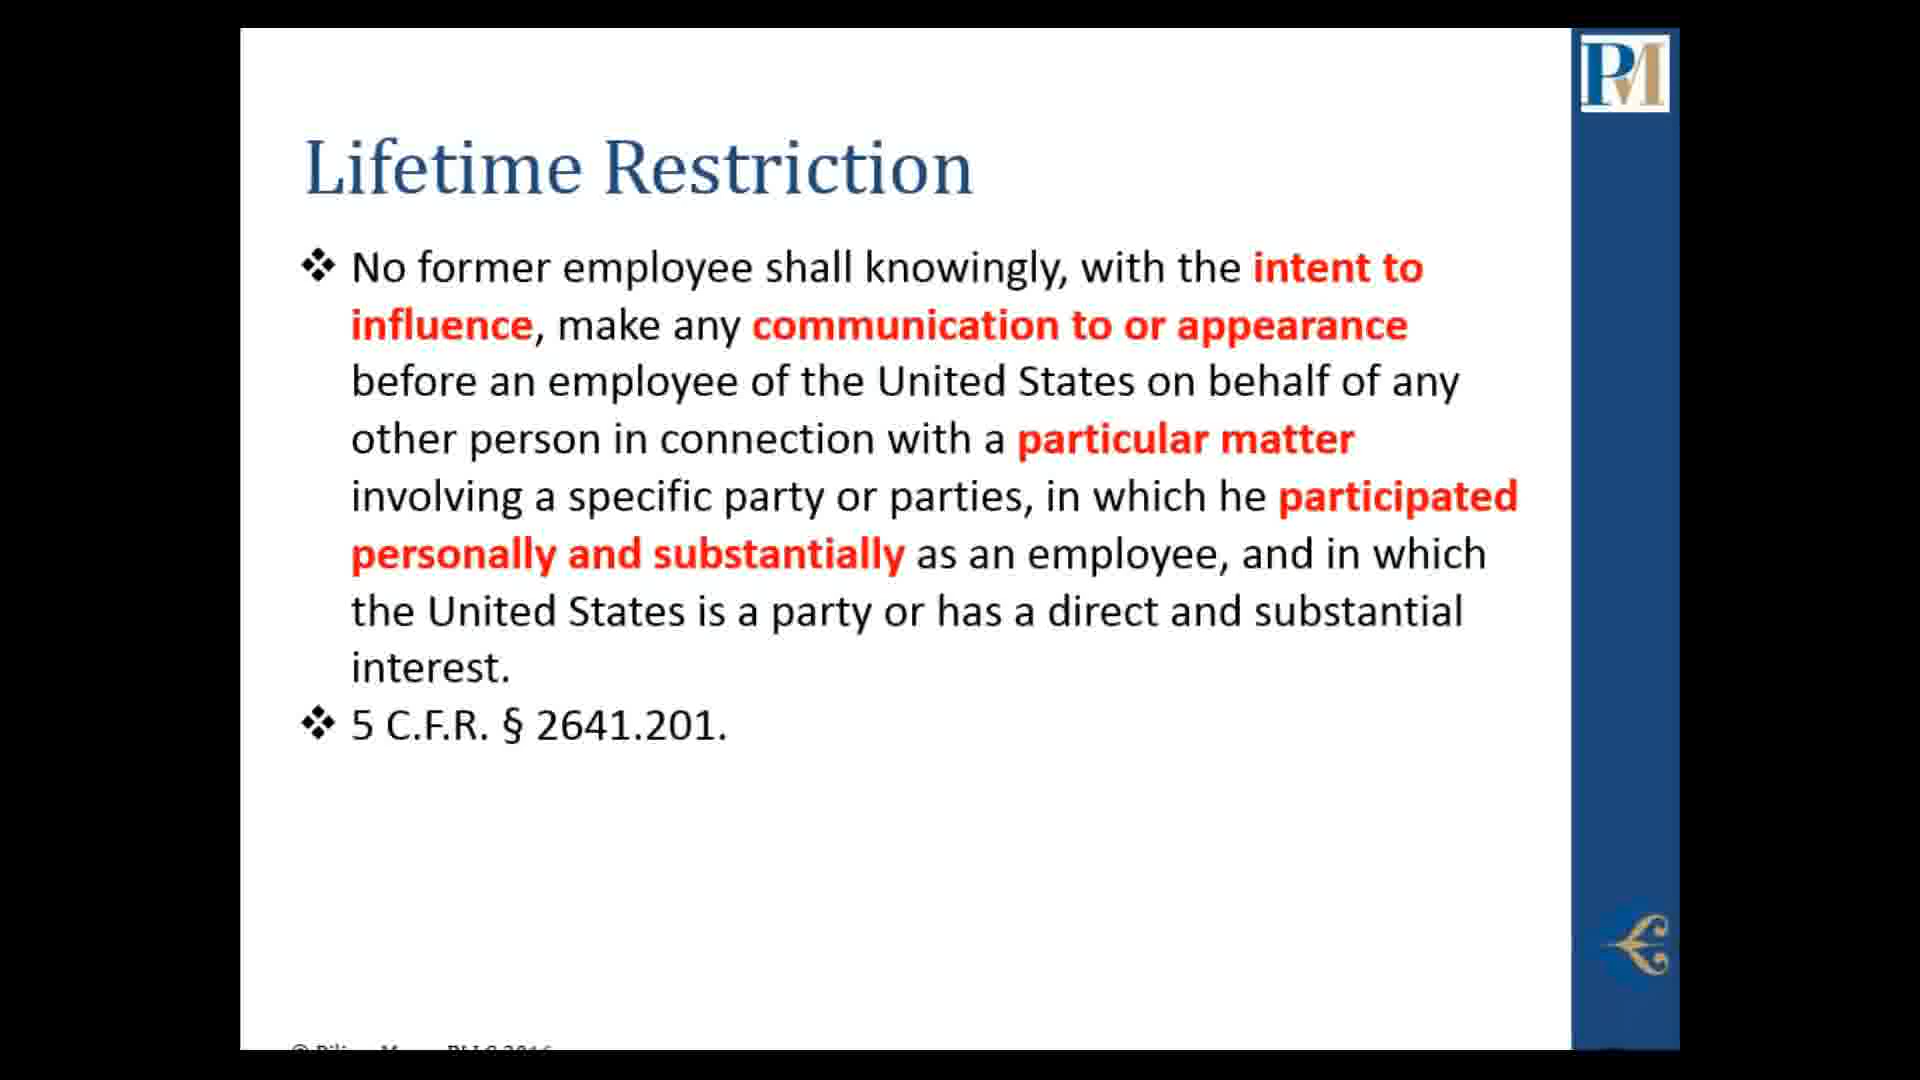 PM
Lifetime Restriction
❖ No former employee shall knowingly, with the intent to
influence, make any communication to or appearance
before an employee of the United States on behalf of any
other person in connection with a particular matter
involving a specific party or parties, in which he participated
personally and substantially as an employee, and in which
the United States is a party or has a direct and substantial
interest.
❖ 5 C.F.R. § 2641.201.